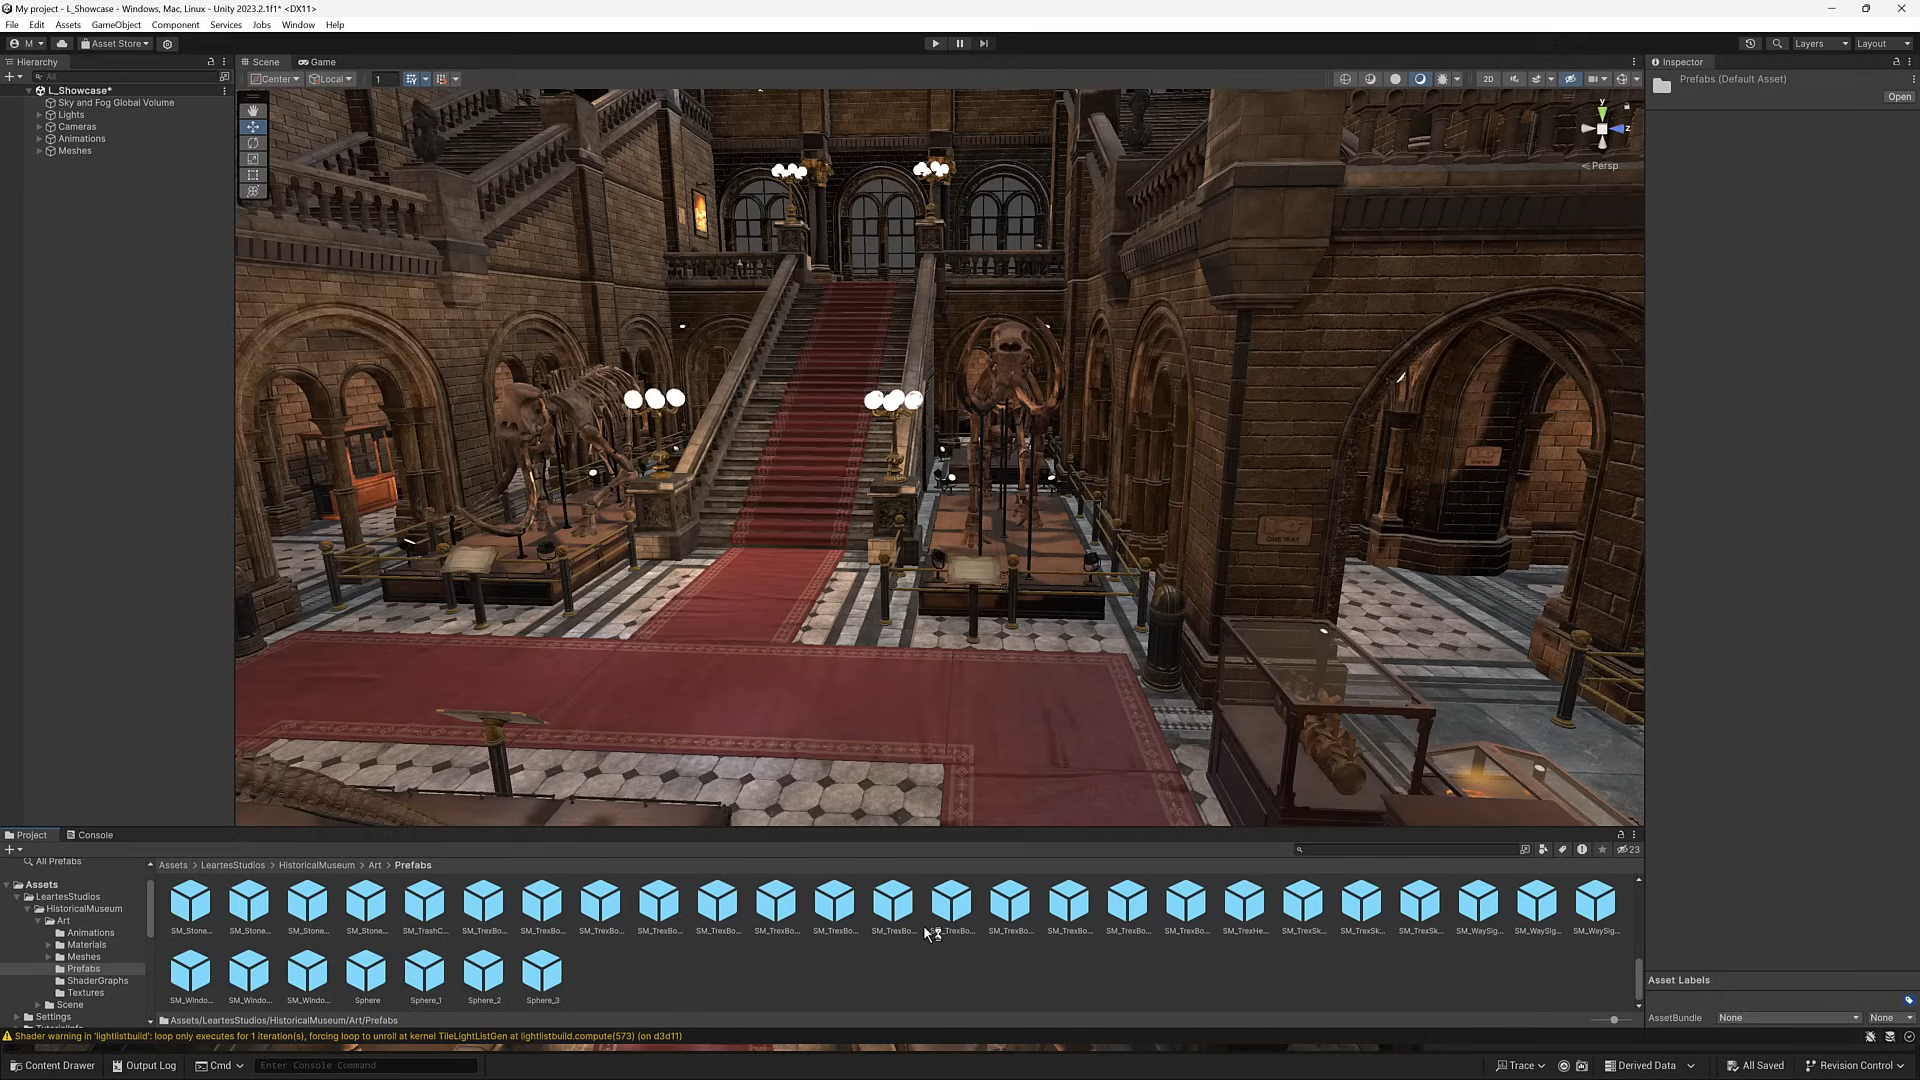 My project - L_Showcase - Windows, Mac, Linux - Unity 2023.2.1f1* <DX11>
File Edit Assets GameObject Component Services Jobs Window Help
M Asset Store Layers Layout
Hierarchy
All
L_Showcase*
Sky and Fog Global Volume
Lights
Cameras
Animations
Meshes
Scene Game
Center Local 1 2D
y
z
< Persp
ONE WAY
Inspector
Prefabs (Default Asset)
Open
Project Console
23
All Prefabs
Assets
LeartesStudios
HistoricalMuseum
Art
Animations
Materials
Meshes
Prefabs
ShaderGraphs
Textures
Scene
Settings
Assets > LeartesStudios > HistoricalMuseum > Art > Prefabs
SM_Stone... SM_Stone... SM_Stone... SM_Stone... SM_TrashC... SM_TrexBo... SM_TrexBo... SM_TrexBo... SM_TrexBo... SM_TrexBo... SM_TrexBo... SM_TrexBo... SM_TrexBo... SM_TrexBo... SM_TrexBo... SM_TrexBo... SM_TrexBo... SM_TrexHe... SM_TrexSk... SM_TrexSk... SM_TrexSk... SM_WaySig... SM_WaySig... SM_WaySig...
SM_Windo... SM_Windo... SM_Windo... Sphere Sphere_1 Sphere_2 Sphere_3
Assets/LeartesStudios/HistoricalMuseum/Art/Prefabs
Asset Labels
AssetBundle None None
Shader warning in 'lightlistbuild': loop only executes for 1 iteration(s), forcing loop to unroll at kernel TileLightListGen at lightlistbuild.compute(573) (on d3d11)
Content Drawer Output Log Cmd Enter Console Command Trace Derived Data All Saved Revision Control